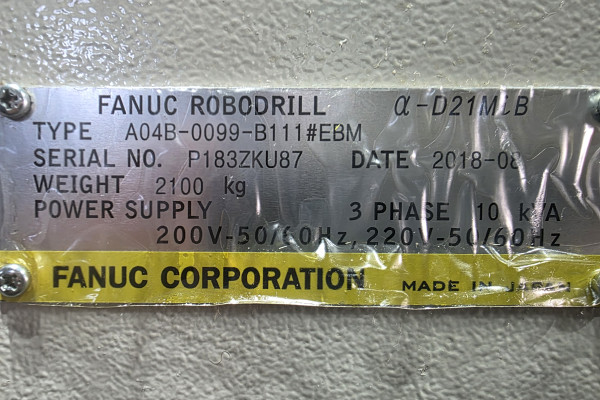 FANUC ROBODRILL α-D21MiB
TYPE A04B-0099-B111#EBM
SERIAL NO. P183ZKU87 DATE 2018-08
WEIGHT 2100 kg
POWER SUPPLY 3 PHASE 10 kVA
200V-50/60Hz, 220V-50/60Hz
FANUC CORPORATION MADE IN JAPAN